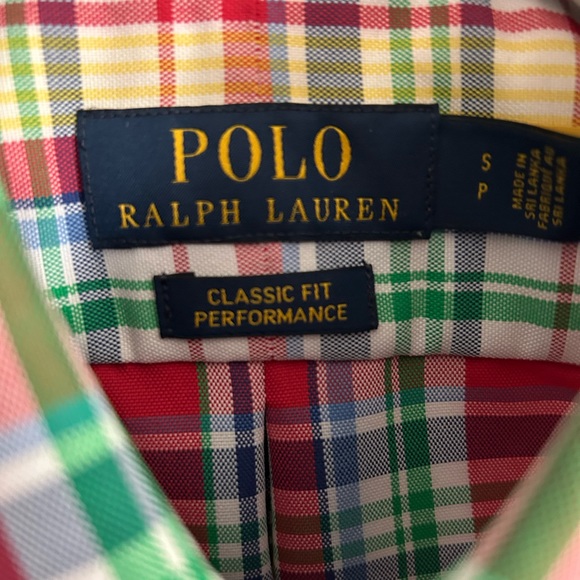 POLO
RALPH LAUREN
S
P
MADE IN
SRI LANKA
FABRIQUÉ AU
SRI LANKA
CLASSIC FIT
PERFORMANCE